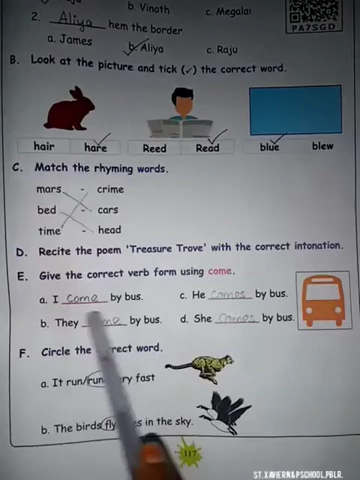 b. Vinoth c. Megalai
2. Aliya hem the border
a. James b. Aliya c. Raju
PA7SGD
B. Look at the picture and tick (✓) the correct word.
hair hare Reed Read blue blew
C. Match the rhyming words.
mars - crime
bed - cars
time - head
D. Recite the poem 'Treasure Trove' with the correct intonation.
E. Give the correct verb form using come.
a. I come by bus. c. He comes by bus.
b. They come by bus. d. She comes by bus.
F. Circle the correct word.
a. It run/ fast
b. The birds in the sky.
117
ST.XAVIER N&PSCHOOL,PBLR.